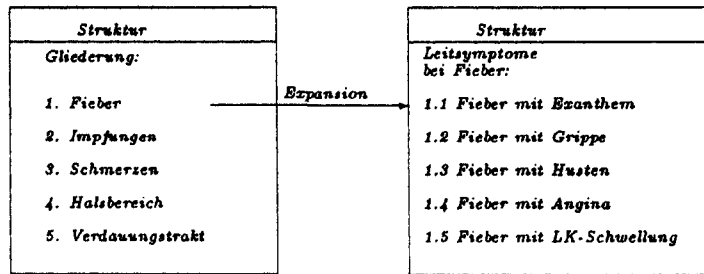 Struktur
Gliederung:
1. Fieber
2. Impfungen
3. Schmerzen
4. Halsbereich
5. Verdauungstrakt
Expansion
Struktur
Leitsymptome
bei Fieber:
1.1 Fieber mit Exanthem
1.2 Fieber mit Grippe
1.3 Fieber mit Husten
1.4 Fieber mit Angina
1.5 Fieber mit LK-Schwellung